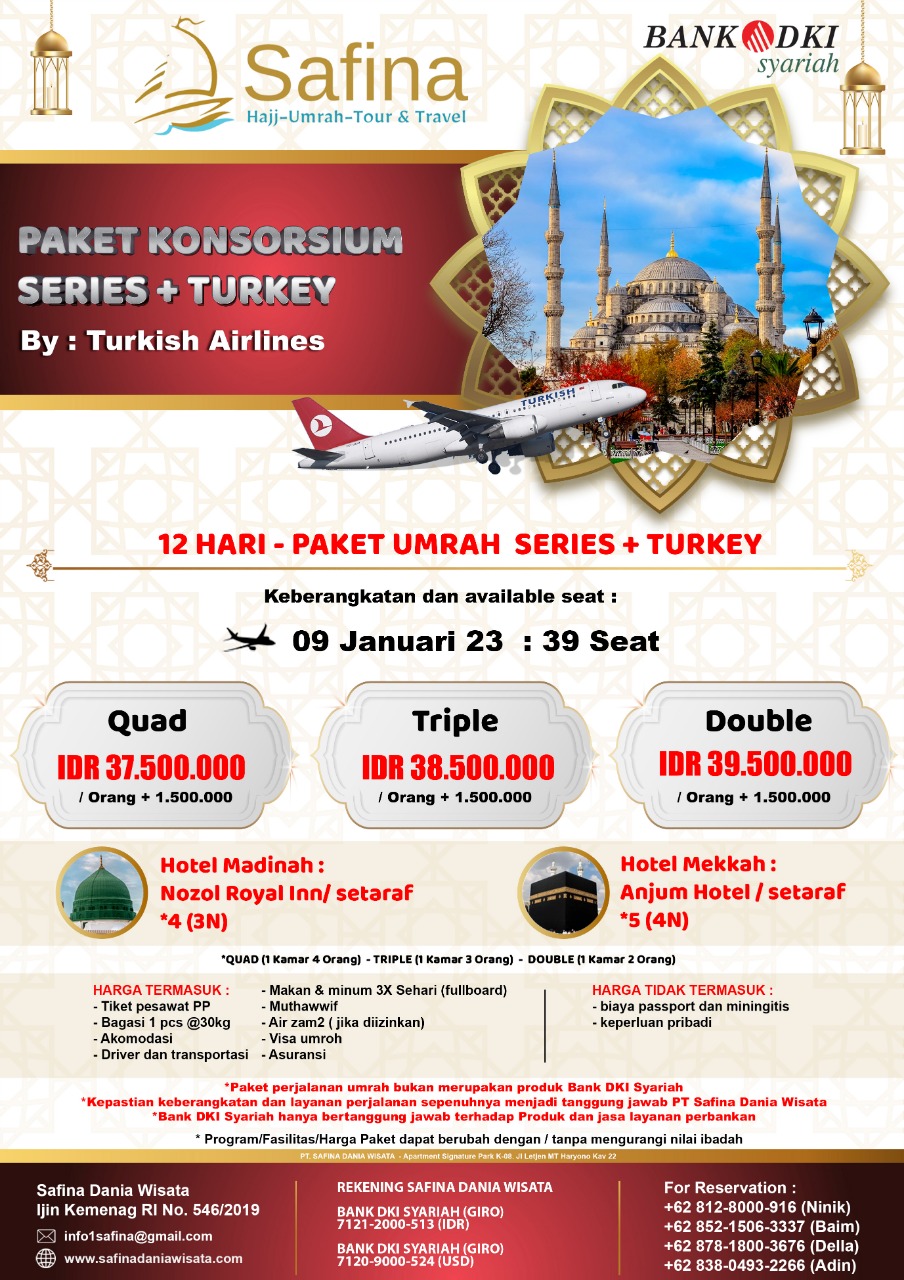 Safina
Hajj-Umrah-Tour & Travel
BANK DKI
syariah
PAKET KONSORSIUM
SERIES + TURKEY
By : Turkish Airlines
TURKISH
12 HARI - PAKET UMRAH SERIES + TURKEY
Keberangkatan dan available seat :
09 Januari 23 : 39 Seat
Quad
IDR 37.500.000
/ Orang + 1.500.000
Triple
IDR 38.500.000
/ Orang + 1.500.000
Double
IDR 39.500.000
/ Orang + 1.500.000
Hotel Madinah :
Nozol Royal Inn/ setaraf
*4 (3N)
Hotel Mekkah :
Anjum Hotel / setaraf
*5 (4N)
*QUAD (1 Kamar 4 Orang) - TRIPLE (1 Kamar 3 Orang) - DOUBLE (1 Kamar 2 Orang)
HARGA TERMASUK :
- Tiket pesawat PP
- Bagasi 1 pcs @30kg
- Akomodasi
- Driver dan transportasi
- Makan & minum 3X Sehari (fullboard)
- Muthawwif
- Air zam2 ( jika diizinkan)
- Visa umroh
- Asuransi
HARGA TIDAK TERMASUK :
- biaya passport dan miningitis
- keperluan pribadi
*Paket perjalanan umrah bukan merupakan produk Bank DKI Syariah
*Kepastian keberangkatan dan layanan perjalanan sepenuhnya menjadi tanggung jawab PT Safina Dania Wisata
*Bank DKI Syariah hanya bertanggung jawab terhadap Produk dan jasa layanan perbankan
* Program/Fasilitas/Harga Paket dapat berubah dengan / tanpa mengurangi nilai ibadah
PT. SAFINA DANIA WISATA - Apartment Signature Park K-08. Jl Letjen MT Haryono Kav 22
Safina Dania Wisata
Ijin Kemenag RI No. 546/2019
info1safina@gmail.com
www.safinadaniawisata.com
REKENING SAFINA DANIA WISATA
BANK DKI SYARIAH (GIRO)
7121-2000-513 (IDR)
BANK DKI SYARIAH (GIRO)
7120-9000-524 (USD)
For Reservation :
+62 812-8000-916 (Ninik)
+62 852-1506-3337 (Baim)
+62 878-1800-3676 (Della)
+62 838-0493-2266 (Adin)